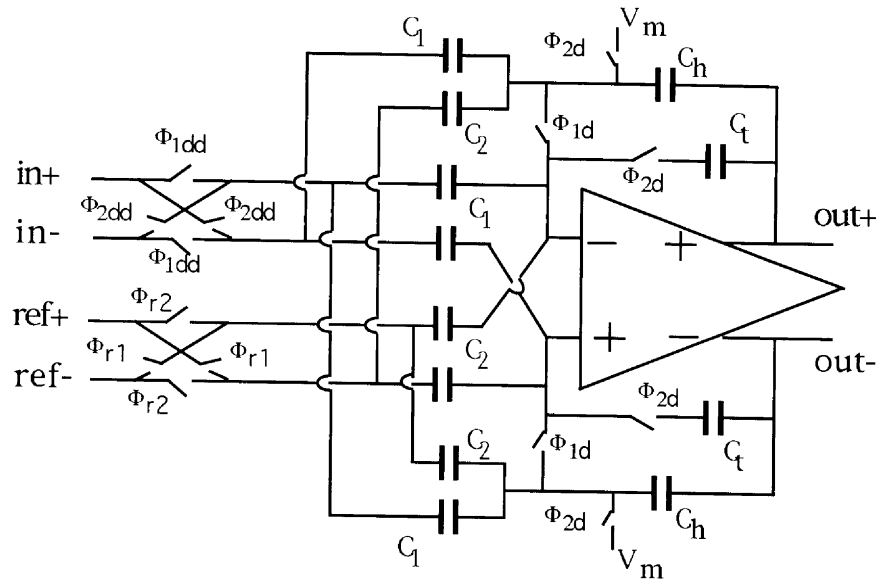 C1
Φ2d
Vm
Ch
C2
Φ1d
Ct
Φ1dd
Φ2d
in+
Φ2dd
Φ2dd
C1
in-
Φ1dd
− +
out+
Φr2
ref+
Φr1
Φr1
C2
+ −
out-
ref-
Φr2
Φ2d
C2
Φ1d
Ct
Φ2d
Ch
C1
Vm